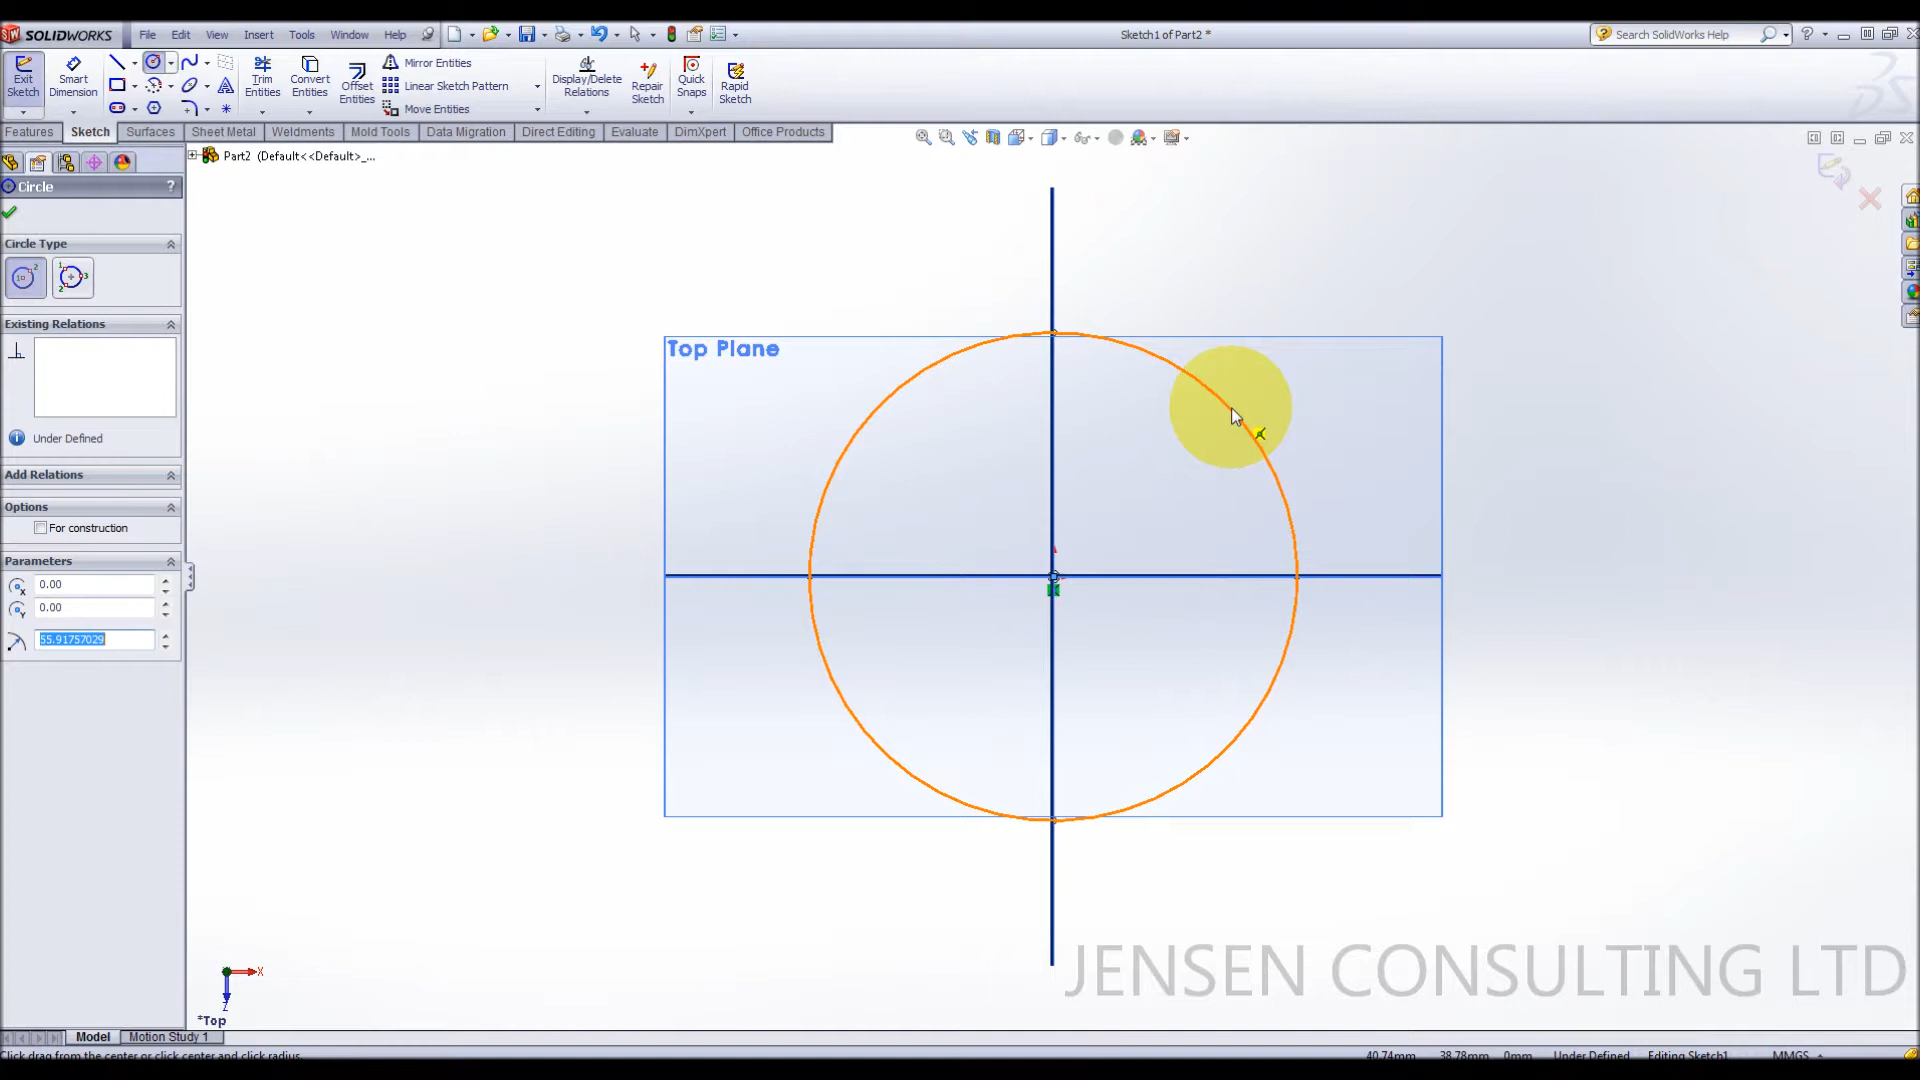 SOLIDWORKS File Edit View Insert Tools Window Help Sketch1 of Part2 * Search SolidWorks Help
Exit Sketch
Smart Dimension
Trim Entities
Convert Entities
Offset Entities
Mirror Entities
Linear Sketch Pattern
Move Entities
Display/Delete Relations
Repair Sketch
Quick Snaps
Rapid Sketch
Features Sketch Surfaces Sheet Metal Weldments Mold Tools Data Migration Direct Editing Evaluate DimXpert Office Products
Part2 (Default<<Default>_...
Circle ?
Circle Type
Existing Relations
Under Defined
Add Relations
Options
For construction
Parameters
0.00
0.00
55.91757029
Top Plane
X
Z
*Top
JENSEN CONSULTING LTD
Model Motion Study 1
Click drag from the center or click center and click radius. 40.74mm 38.78mm 0mm Under Defined Editing Sketch1 MMGS